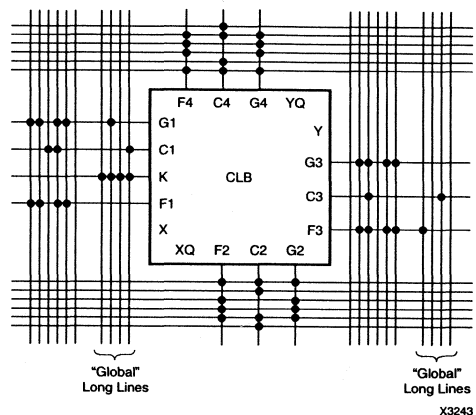 F4 C4 G4 YQ
G1
Y
C1
G3
K
CLB
C3
F1
X
F3
XQ F2 C2 G2
"Global"
Long Lines
"Global"
Long Lines
X3243